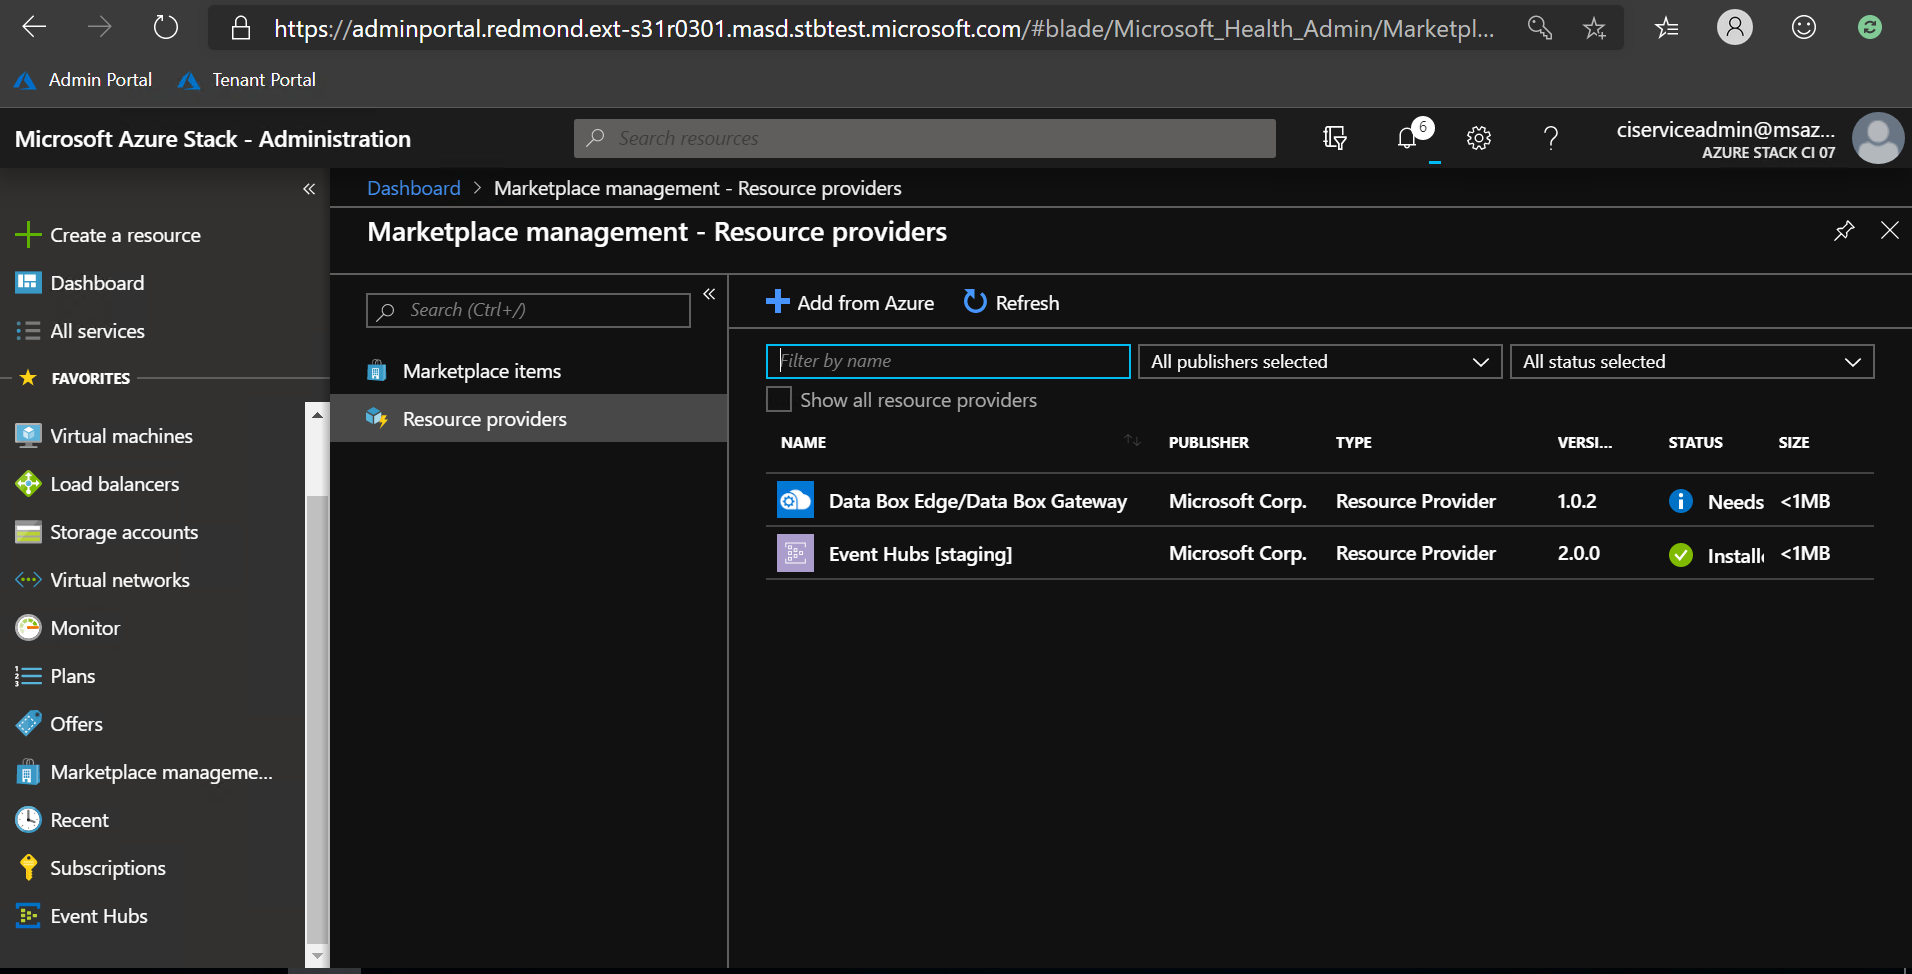 https://adminportal.redmond.ext-s31r0301.masd.stbtest.microsoft.com/#blade/Microsoft_Health_Admin/Marketpl...
Admin Portal Tenant Portal
Microsoft Azure Stack - Administration
Search resources
6
ciserviceadmin@msaz...
AZURE STACK CI 07
Dashboard > Marketplace management - Resource providers
Marketplace management - Resource providers
Create a resource
Dashboard
All services
FAVORITES
Virtual machines
Load balancers
Storage accounts
Virtual networks
Monitor
Plans
Offers
Marketplace manageme...
Recent
Subscriptions
Event Hubs
Search (Ctrl+/)
Marketplace items
Resource providers
Add from Azure Refresh
Filter by name All publishers selected All status selected
Show all resource providers
NAME PUBLISHER TYPE VERSI... STATUS SIZE
Data Box Edge/Data Box Gateway Microsoft Corp. Resource Provider 1.0.2 Needs <1MB
Event Hubs [staging] Microsoft Corp. Resource Provider 2.0.0 Install <1MB